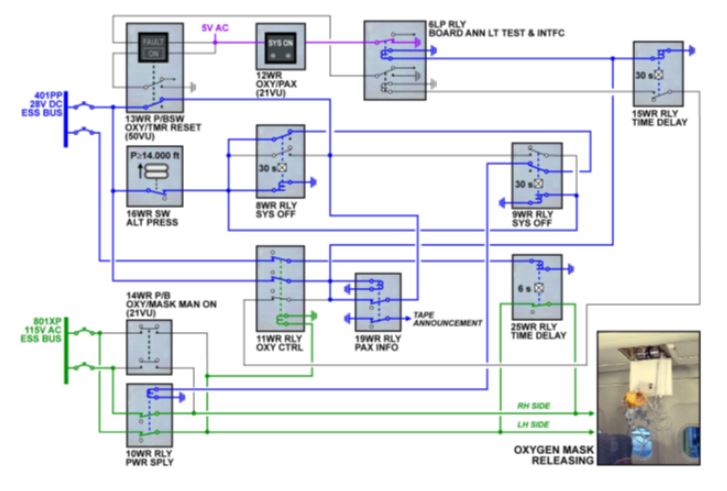 5V AC
FAULT
ON
SYS ON
6LP RLY
BOARD ANN LT TEST & INTFC
12WR
OXY/PAX
(21VU)
30 s
15WR RLY
TIME DELAY
401PP
28V DC
ESS BUS
13WR P/BSW
OXY/TMR RESET
(50VU)
P≥14.000 ft
16WR SW
ALT PRESS
30 s
8WR RLY
SYS OFF
30 s
9WR RLY
SYS OFF
14WR P/B
OXY/MASK MAN ON
(21VU)
11WR RLY
OXY CTRL
19WR RLY
PAX INFO
TAPE
ANNOUNCEMENT
6 s
25WR RLY
TIME DELAY
801XP
115V AC
ESS BUS
10WR RLY
PWR SPLY
RH SIDE
LH SIDE
OXYGEN MASK
RELEASING